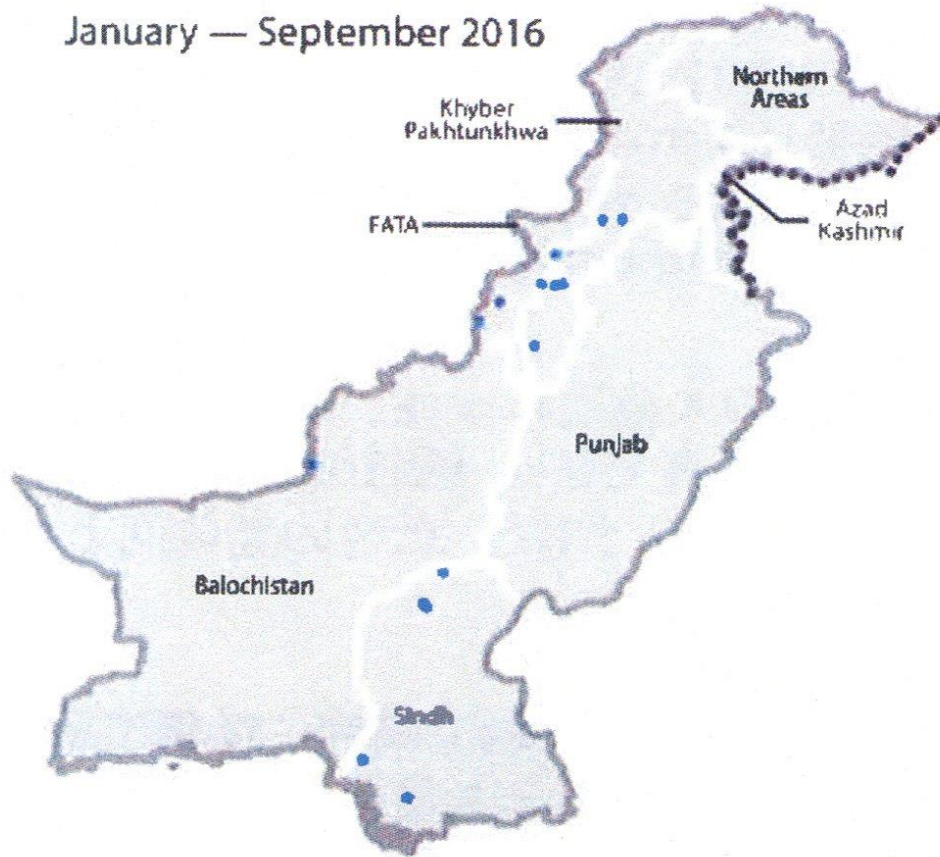 January — September 2016
Northern
Areas
Khyber
Pakhtunkhwa
FATA
Azad
Kashmir
Punjab
Balochistan
Sindh